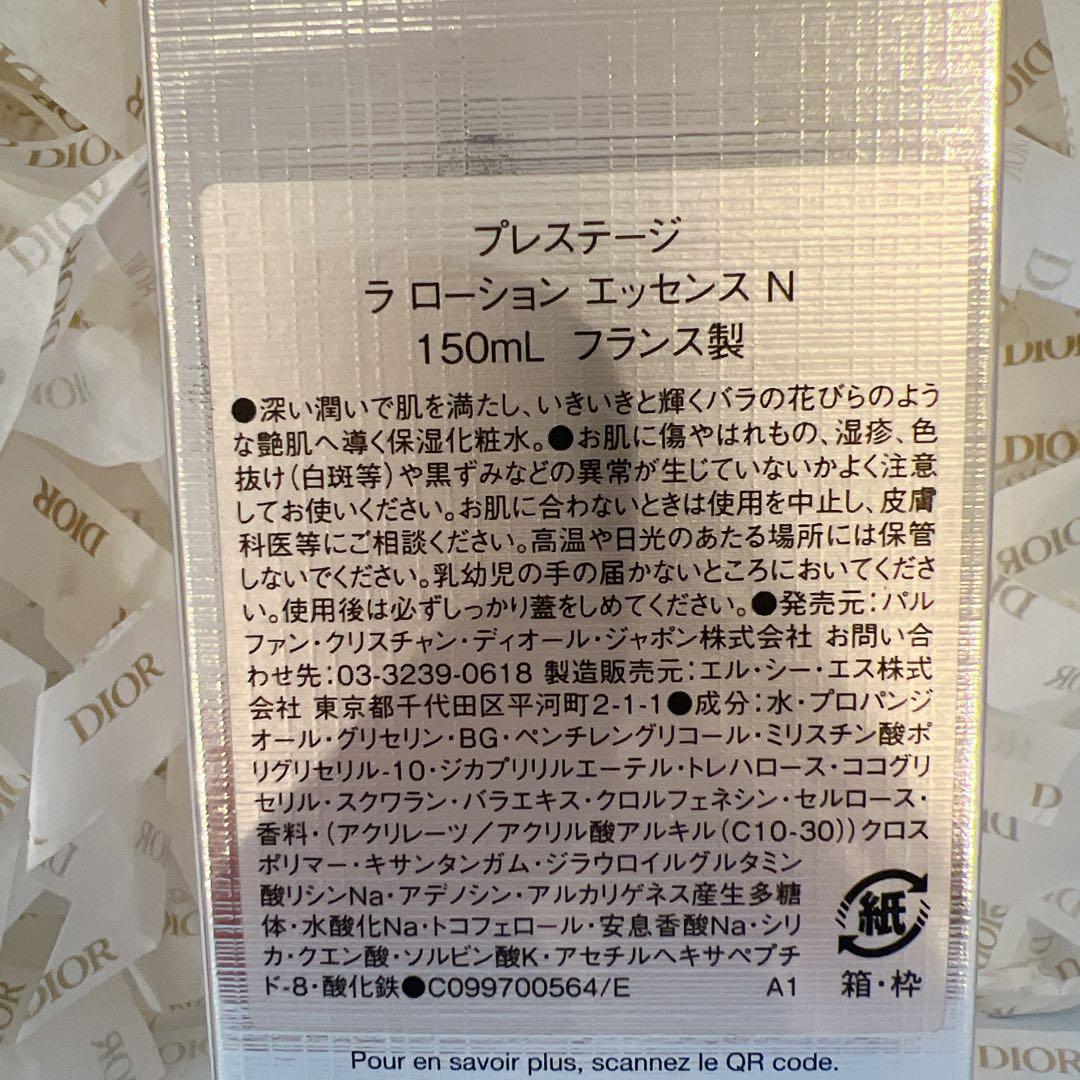 プレステージ
ラ ローション エッセンス N
150mL フランス製
●深い潤いで肌を満たし、いきいきと輝くバラの花びらのよう
な艶肌へ導く保湿化粧水。●お肌に傷やはれもの、湿疹、色
抜け(白斑等)や黒ずみなどの異常が生じていないかよく注意
してお使いください。お肌に合わないときは使用を中止し、皮膚
科医等にご相談ください。高温や日光のあたる場所には保管
しないでください。乳幼児の手の届かないところにおいてくださ
い。使用後は必ずしっかり蓋をしめてください。●発売元:パル
ファン・クリスチャン・ディオール・ジャポン株式会社 お問い合
わせ先:03-3239-0618 製造販売元:エル・シー・エス株式
会社 東京都千代田区平河町2-1-1●成分:水・プロパンジ
オール・グリセリン・BG・ペンチレングリコール・ミリスチン酸ポ
リグリセリル-10・ジカプリリルエーテル・トレハロース・ココグリ
セリル・スクワラン・バラエキス・クロルフェネシン・セルロース・
香料・(アクリレーツ/アクリル酸アルキル(C10-30))クロス
ポリマー・キサンタンガム・ジラウロイルグルタミン
酸リシンNa・アデノシン・アルカリゲネス産生多糖
体・水酸化Na・トコフェロール・安息香酸Na・シリ
カ・クエン酸・ソルビン酸K・アセチルヘキサペプチ
ド-8・酸化鉄●C099700564/E A1
紙
箱・枠
Pour en savoir plus, scannez le QR code.
DIOR
DIOR
DIOR
DIOR
DIOR
DIOR